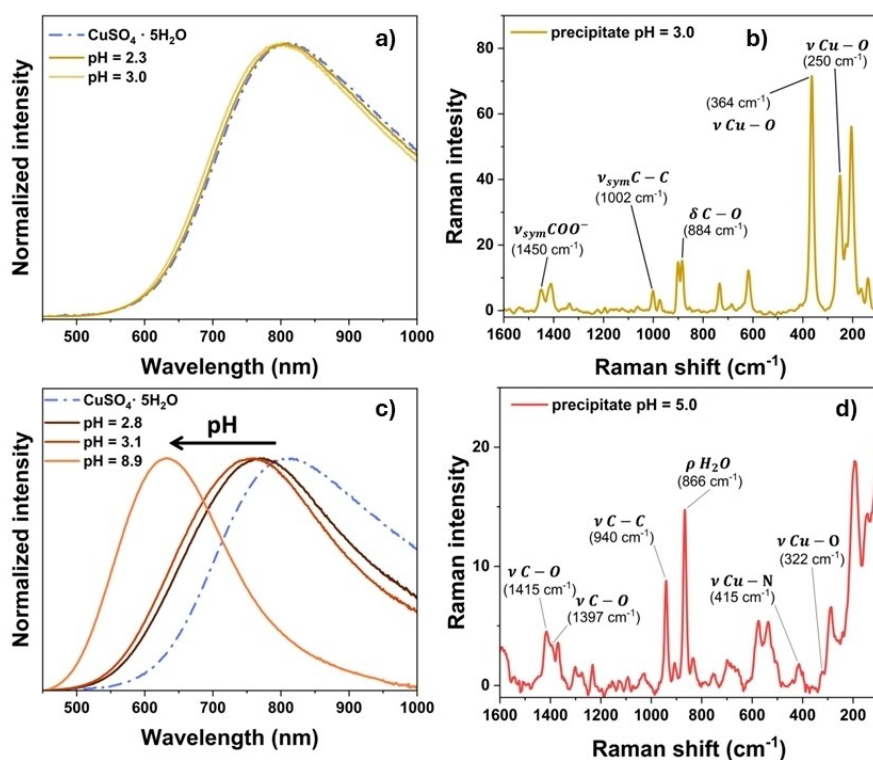 a)
CuSO₄ · 5H₂O
pH = 2.3
pH = 3.0
Normalized intensity
500 600 700 800 900 1000
Wavelength (nm)
b)
precipitate pH = 3.0
ν Cu – O
(250 cm⁻¹)
(364 cm⁻¹)
ν Cu – O
ν_sym C – C
(1002 cm⁻¹)
δ C – O
(884 cm⁻¹)
ν_sym COO⁻
(1450 cm⁻¹)
Raman intesity
80
60
40
20
0
1600 1400 1200 1000 800 600 400 200
Raman shift (cm⁻¹)
c)
CuSO₄· 5H₂O
pH = 2.8
pH = 3.1
pH = 8.9
pH
Normalized intensity
500 600 700 800 900 1000
Wavelength (nm)
d)
precipitate pH = 5.0
ρ H₂O
(866 cm⁻¹)
ν C – C
(940 cm⁻¹)
ν Cu – O
(322 cm⁻¹)
ν C – O
(1415 cm⁻¹)
ν Cu – N
(415 cm⁻¹)
ν C – O
(1397 cm⁻¹)
Raman intensity
20
10
0
1600 1400 1200 1000 800 600 400 200
Raman shift (cm⁻¹)